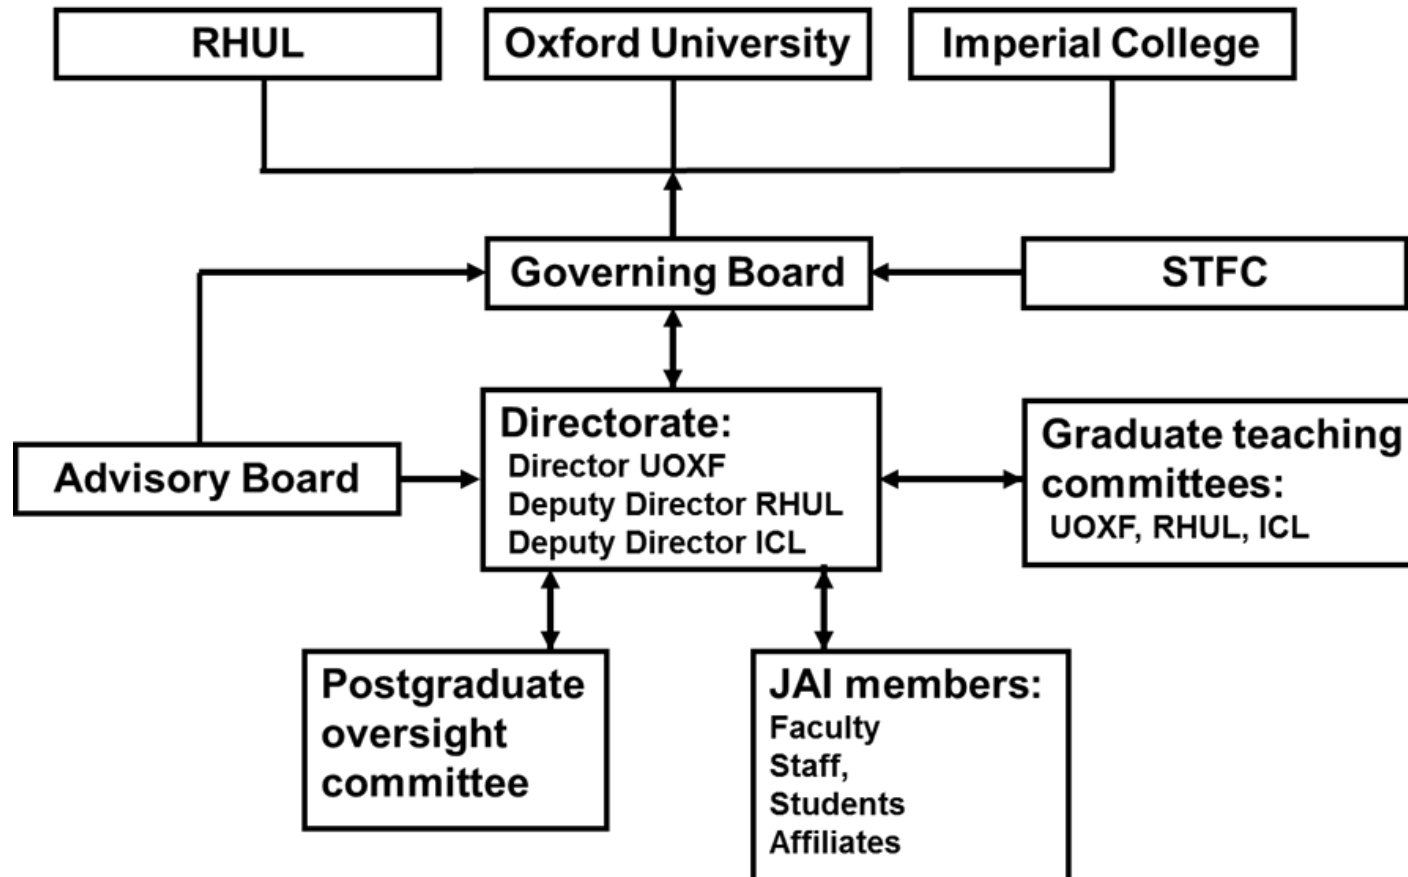 RHUL
Oxford University
Imperial College
Governing Board
STFC
Advisory Board
Directorate:
Director UOXF
Deputy Director RHUL
Deputy Director ICL
Graduate teaching
committees:
UOXF, RHUL, ICL
Postgraduate
oversight
committee
JAI members:
Faculty
Staff,
Students
Affiliates